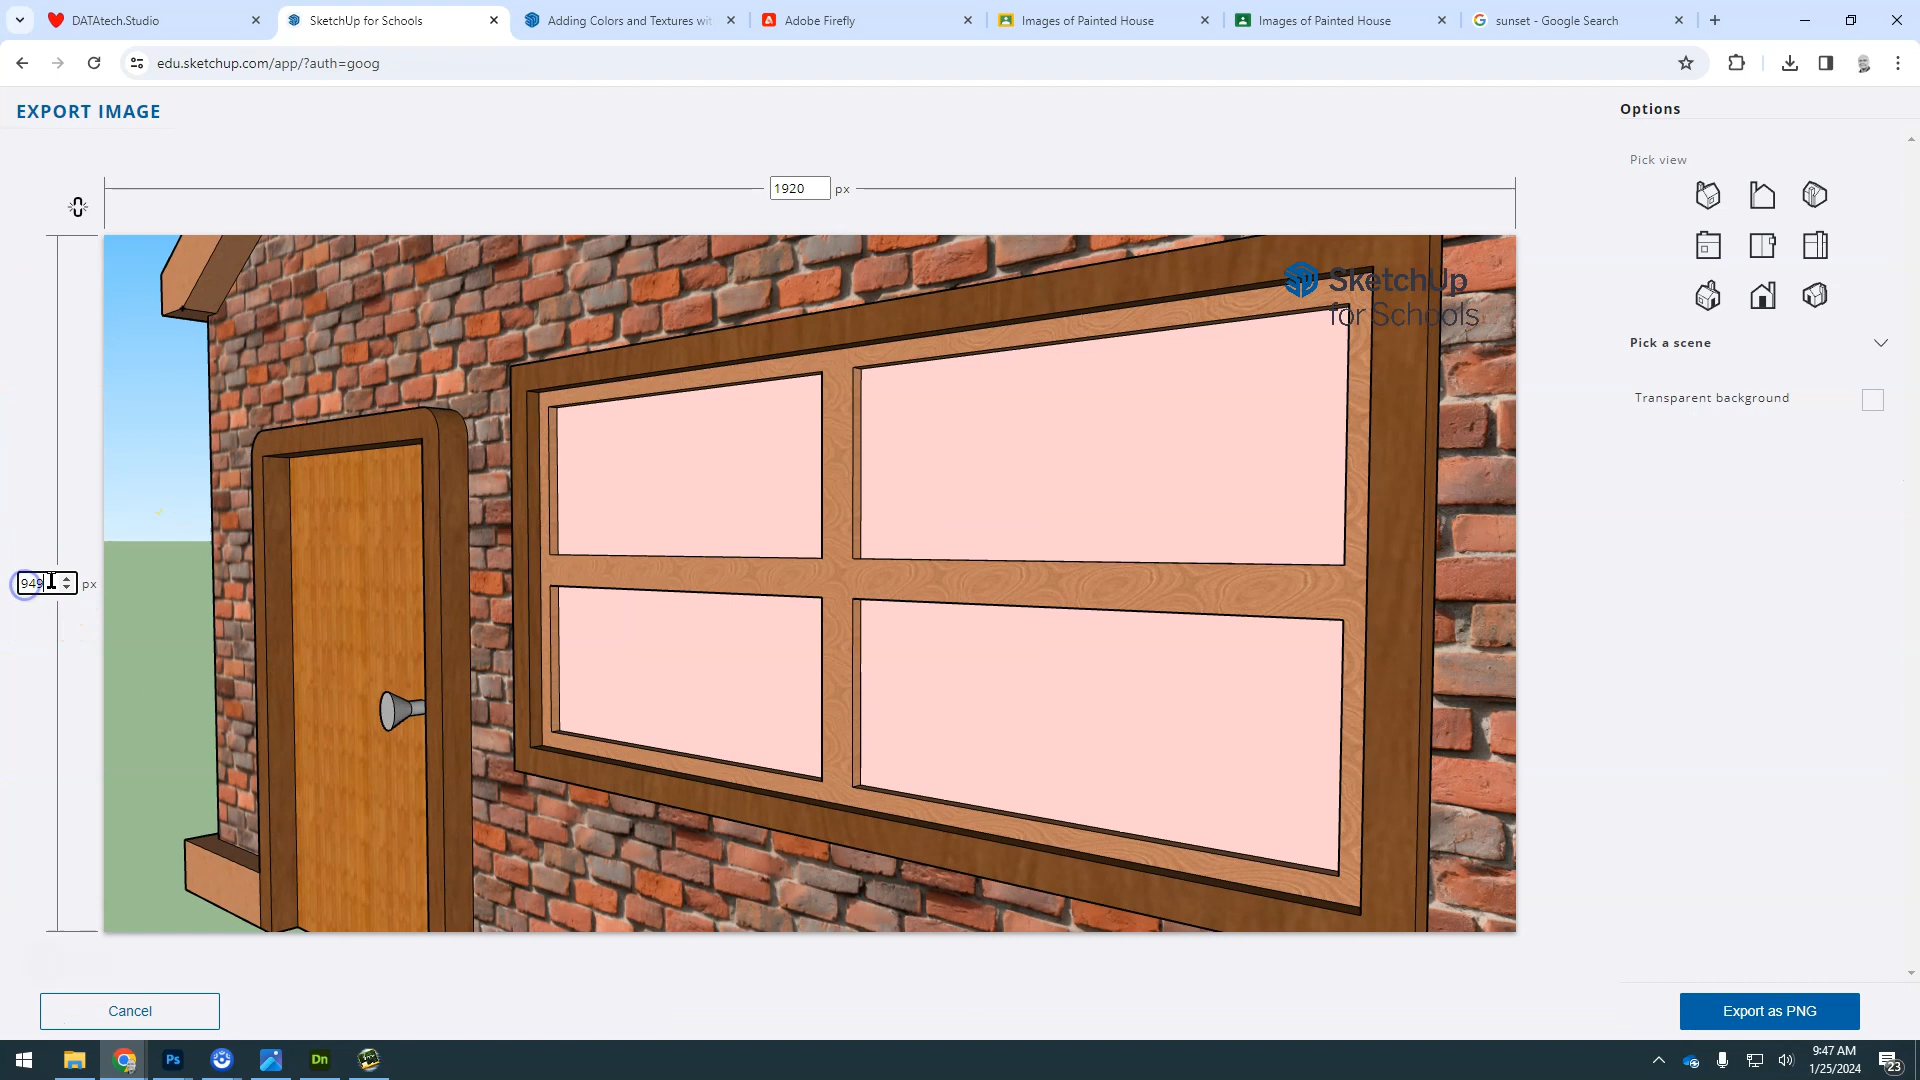 DATAtech.Studio
SketchUp for Schools
Adding Colors and Textures wit
Adobe Firefly
Images of Painted House
Images of Painted House
sunset - Google Search
edu.sketchup.com/app/?auth=goog
EXPORT IMAGE
Options
Pick view
1920 px
SketchUp
for Schools
Pick a scene
Transparent background
949 px
Cancel
Export as PNG
Ps
Dn
9:47 AM
1/25/2024
23